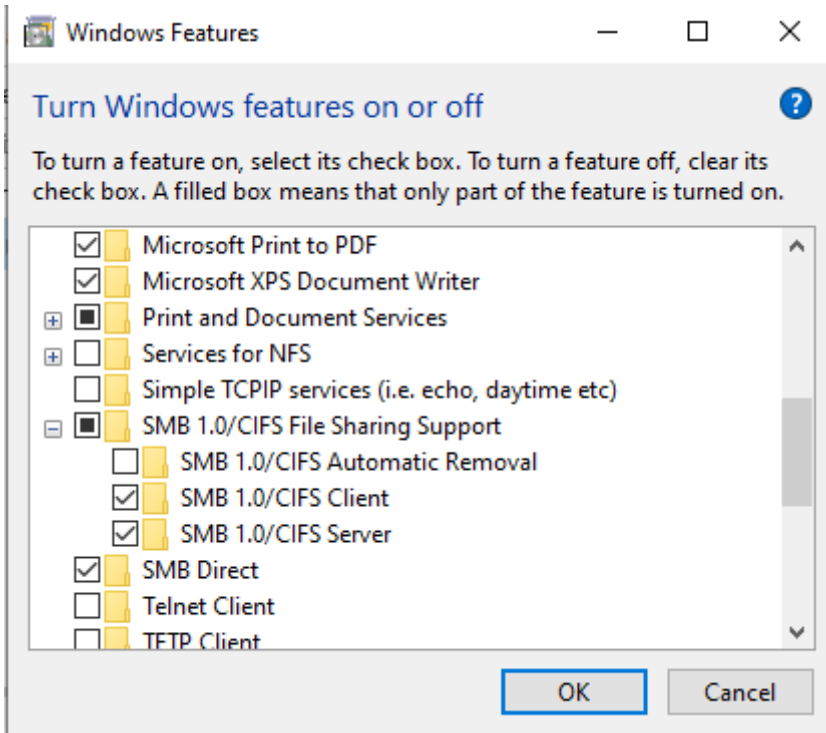 Windows Features
Turn Windows features on or off
?
To turn a feature on, select its check box. To turn a feature off, clear its
check box. A filled box means that only part of the feature is turned on.
Microsoft Print to PDF
Microsoft XPS Document Writer
Print and Document Services
Services for NFS
Simple TCPIP services (i.e. echo, daytime etc)
SMB 1.0/CIFS File Sharing Support
SMB 1.0/CIFS Automatic Removal
SMB 1.0/CIFS Client
SMB 1.0/CIFS Server
SMB Direct
Telnet Client
TFTP Client
OK Cancel